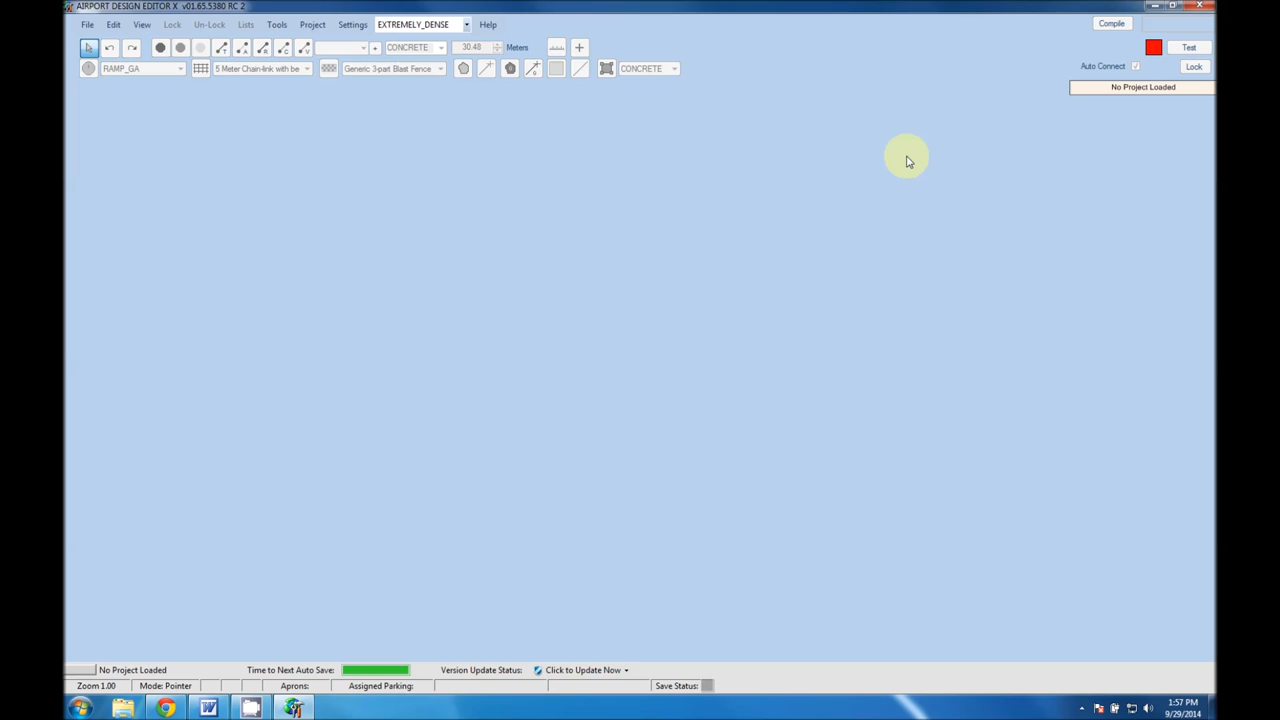 AIRPORT DESIGN EDITOR X v01.65.5380 RC 2
File Edit View Lock Un-Lock Lists Tools Project Settings EXTREMELY_DENSE Help Compile
CONCRETE 30.48 Meters Test
RAMP_GA 5 Meter Chain-link with be Generic 3-part Blast Fence CONCRETE Auto Connect Lock
No Project Loaded
No Project Loaded Time to Next Auto Save: Version Update Status: Click to Update Now
Zoom 1.00 Mode: Pointer Aprons: Assigned Parking: Save Status:
1:57 PM
9/29/2014